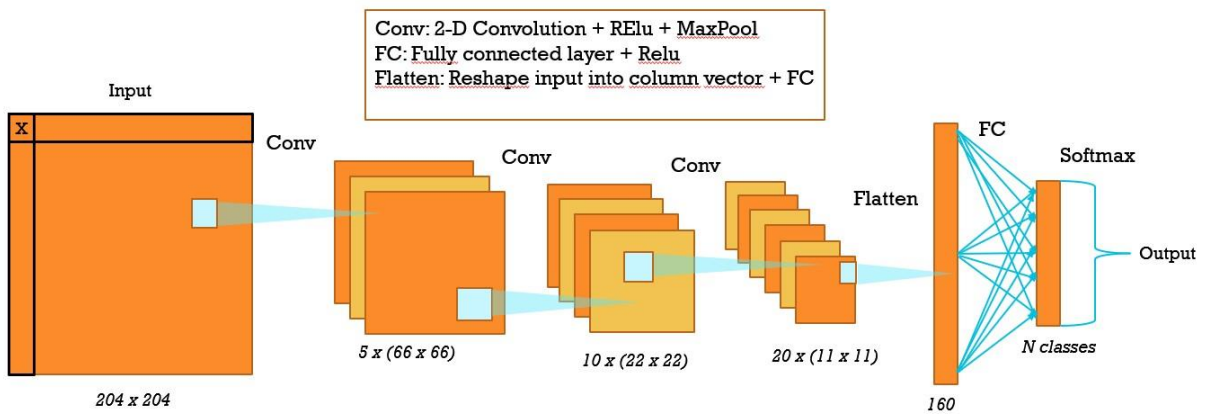 Conv: 2-D Convolution + RElu + MaxPool
FC: Fully connected layer + Relu
Flatten: Reshape input into column vector + FC
Input
X
Conv
Conv
Conv
Flatten
FC
Softmax
Output
5 x (66 x 66)
10 x (22 x 22)
20 x (11 x 11)
N classes
204 x 204
160